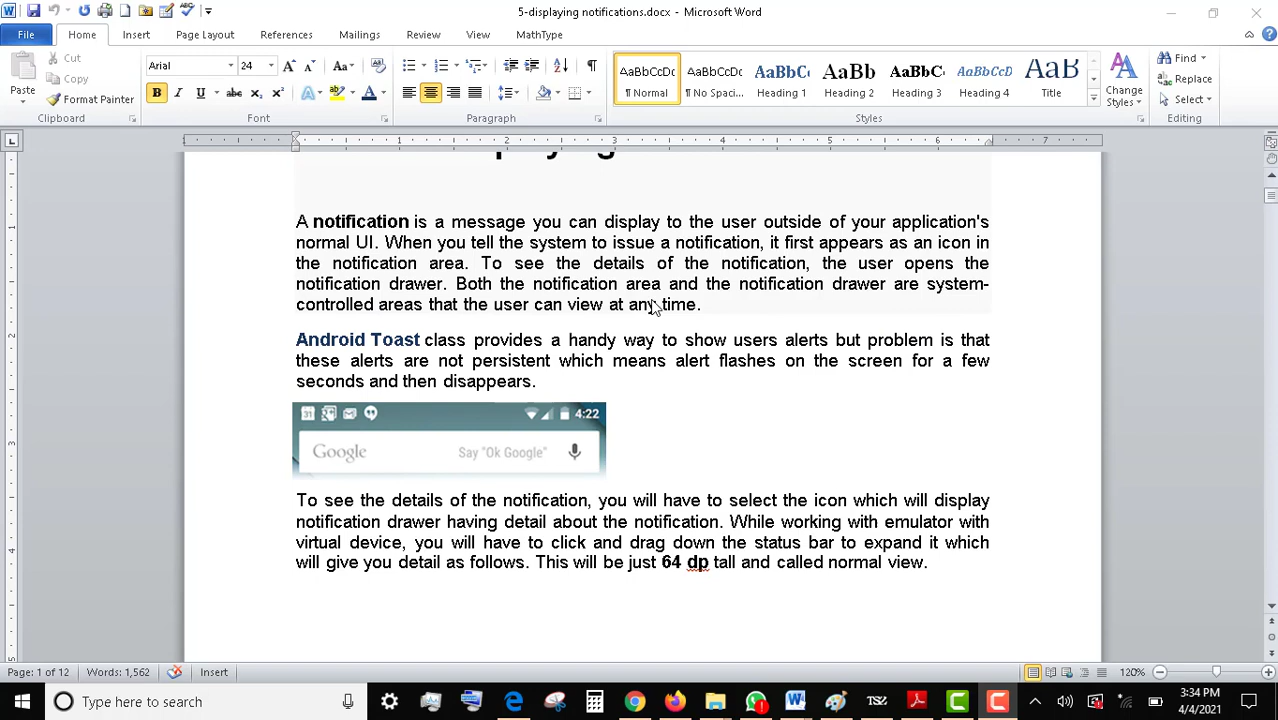 5-displaying notifications.docx - Microsoft Word
File Home Insert Page Layout References Mailings Review View MathType
Cut
Copy
Format Painter
Paste
Clipboard
Arial 24
Font
Paragraph
AaBbCcDc AaBbCcDc AaBbC AaBb AaBbC AaBbCcDc AaB
¶ Normal ¶ No Spaci... Heading 1 Heading 2 Heading 3 Heading 4 Title
Change
Styles
Styles
Find
Replace
Select
Editing
A notification is a message you can display to the user outside of your application's
normal UI. When you tell the system to issue a notification, it first appears as an icon in
the notification area. To see the details of the notification, the user opens the
notification drawer. Both the notification area and the notification drawer are system-
controlled areas that the user can view at any time.
Android Toast class provides a handy way to show users alerts but problem is that
these alerts are not persistent which means alert flashes on the screen for a few
seconds and then disappears.
31 4:22
Google Say "Ok Google"
To see the details of the notification, you will have to select the icon which will display
notification drawer having detail about the notification. While working with emulator with
virtual device, you will have to click and drag down the status bar to expand it which
will give you detail as follows. This will be just 64 dp tall and called normal view.
Page: 1 of 12 Words: 1,562 Insert 120%
Type here to search
3:34 PM
4/4/2021